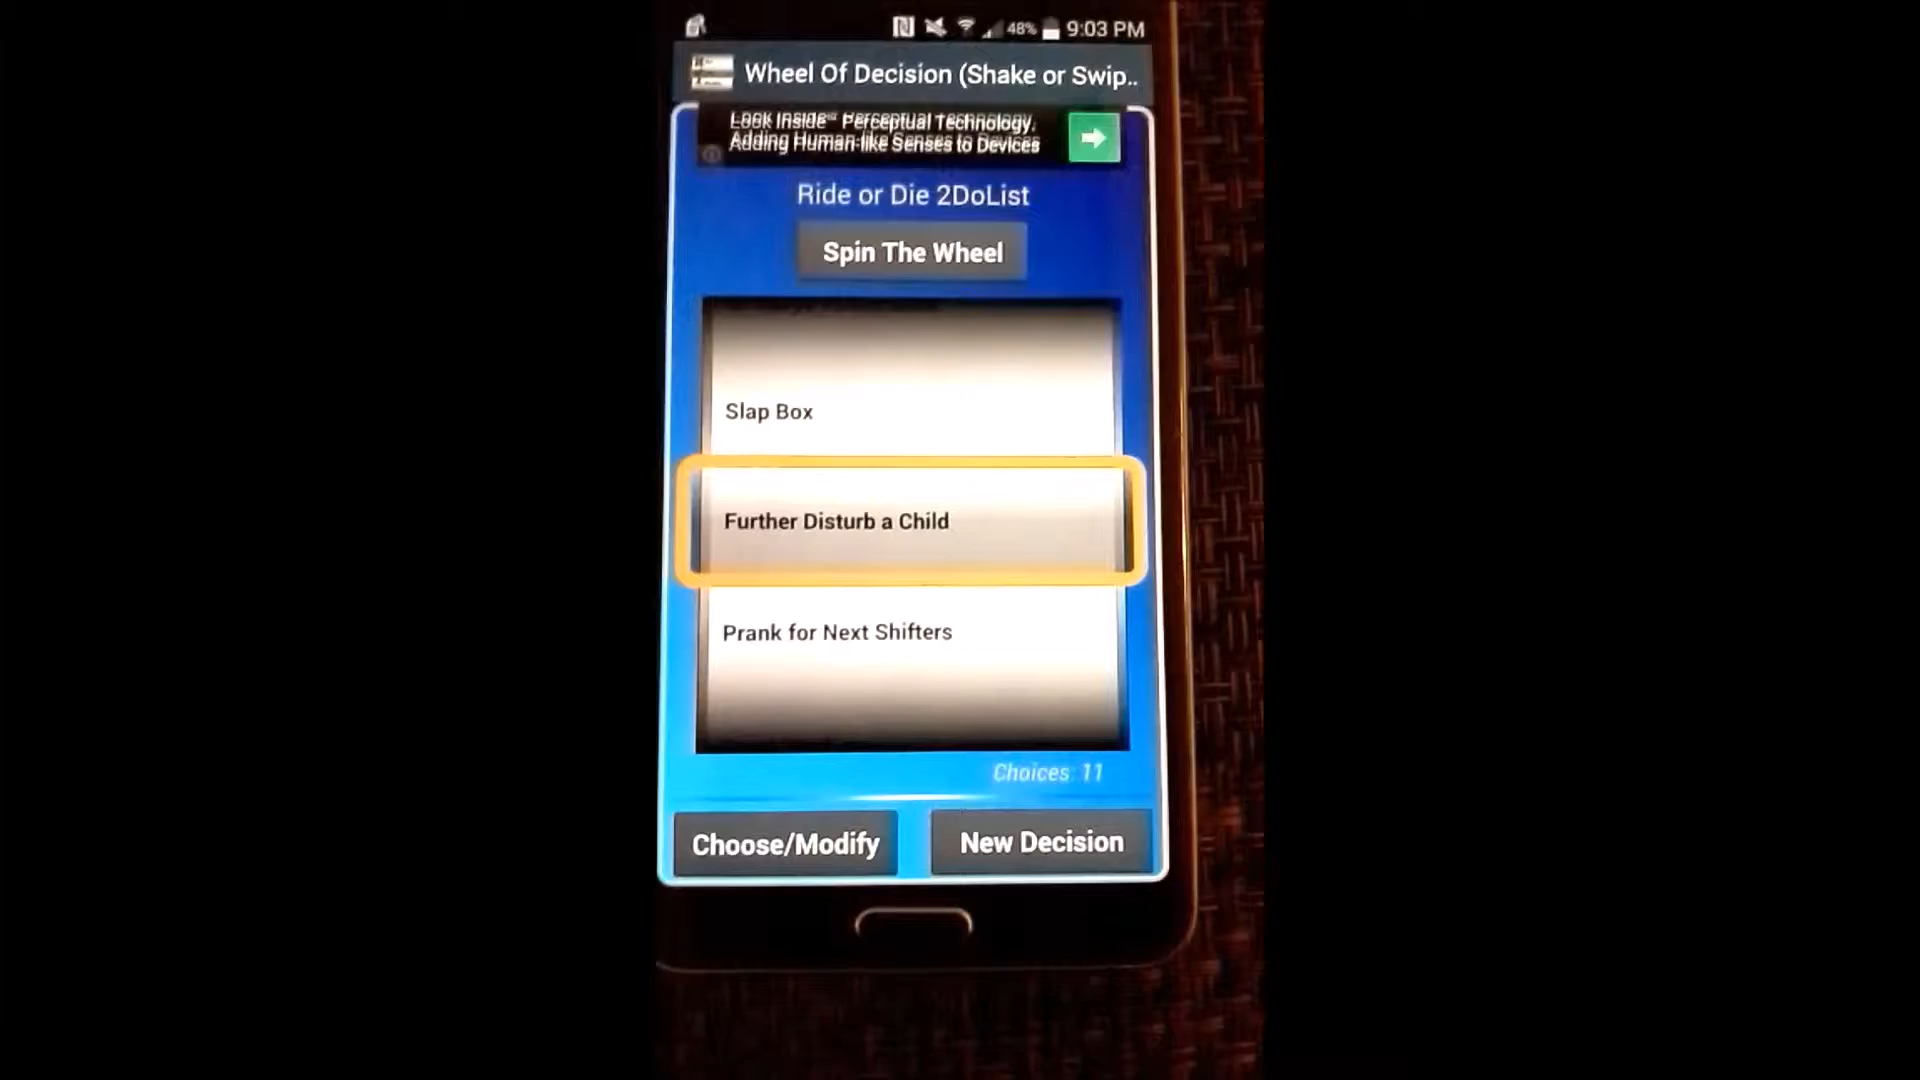 48% 9:03 PM
Wheel Of Decision (Shake or Swip..
Look Inside™ Perceptual Technology,
Adding Human-like Senses to Devices
Ride or Die 2DoList
Spin The Wheel
Slap Box
Further Disturb a Child
Prank for Next Shifters
Choices: 11
Choose/Modify
New Decision